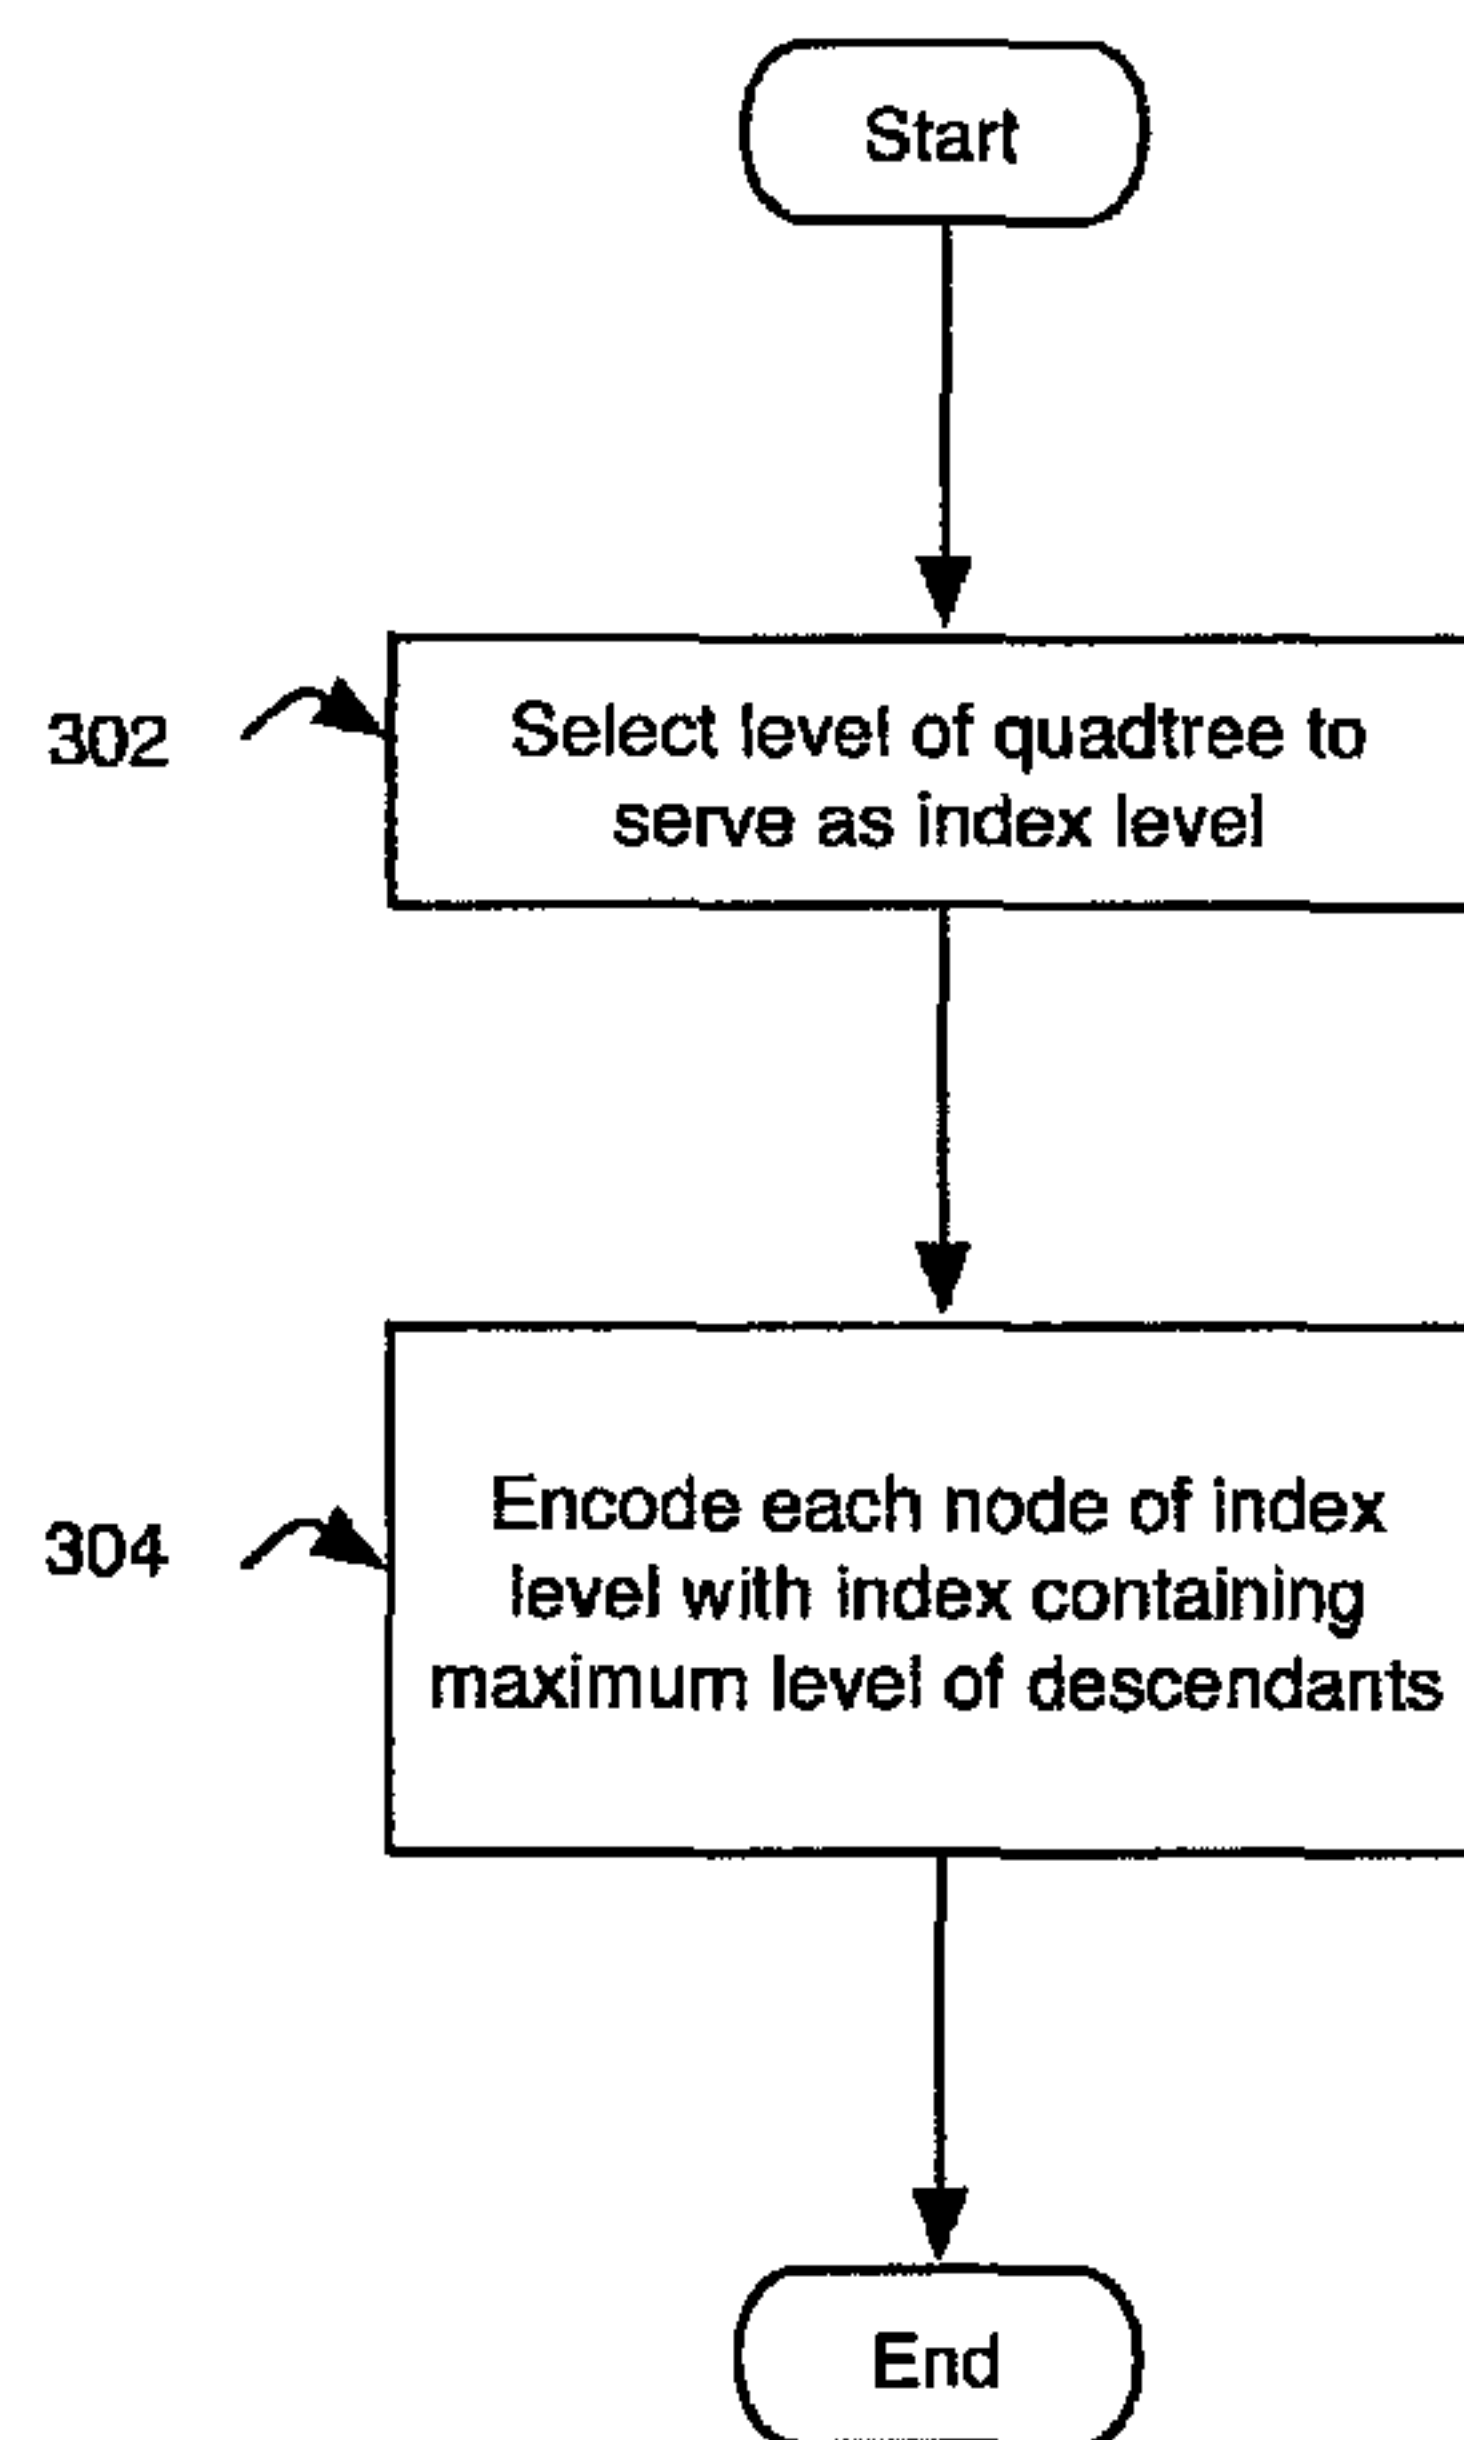 Start
302
Select level of quadtree to
serve as index level
304
Encode each node of index
level with index containing
maximum level of descendants
End